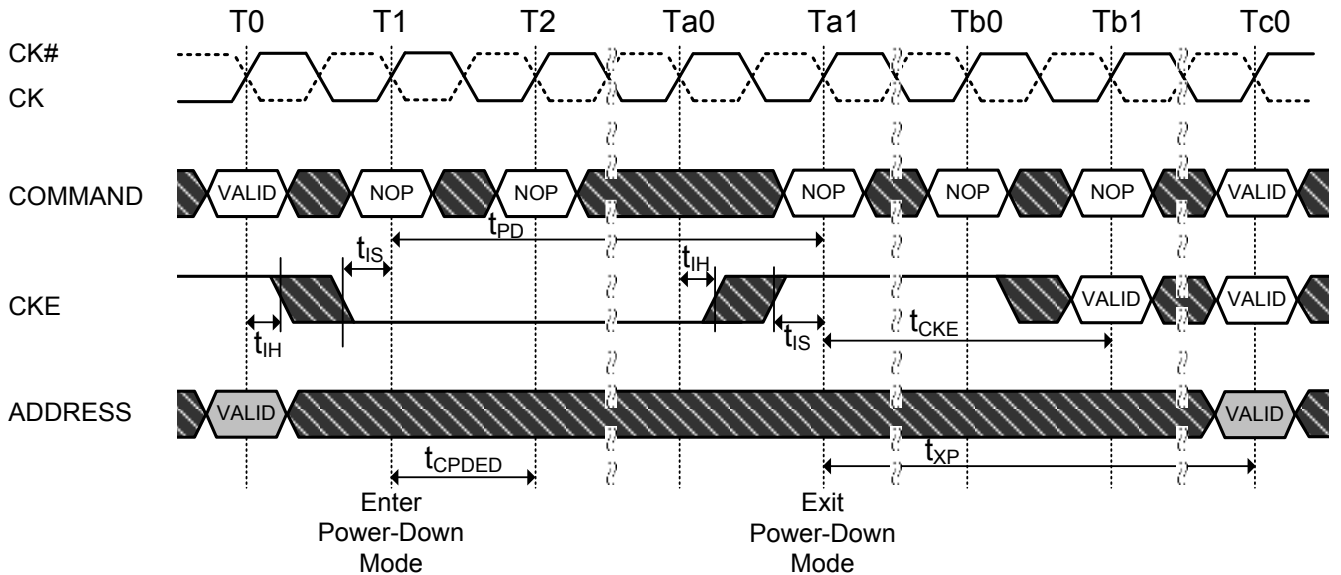 T0 T1 T2 Ta0 Ta1 Tb0 Tb1 Tc0
CK#
CK
COMMAND VALID NOP NOP NOP NOP NOP VALID
tPD
tIS tIH
CKE VALID VALID
tIH tIS tCKE
ADDRESS VALID VALID
tCPDED tXP
Enter
Power-Down
Mode
Exit
Power-Down
Mode